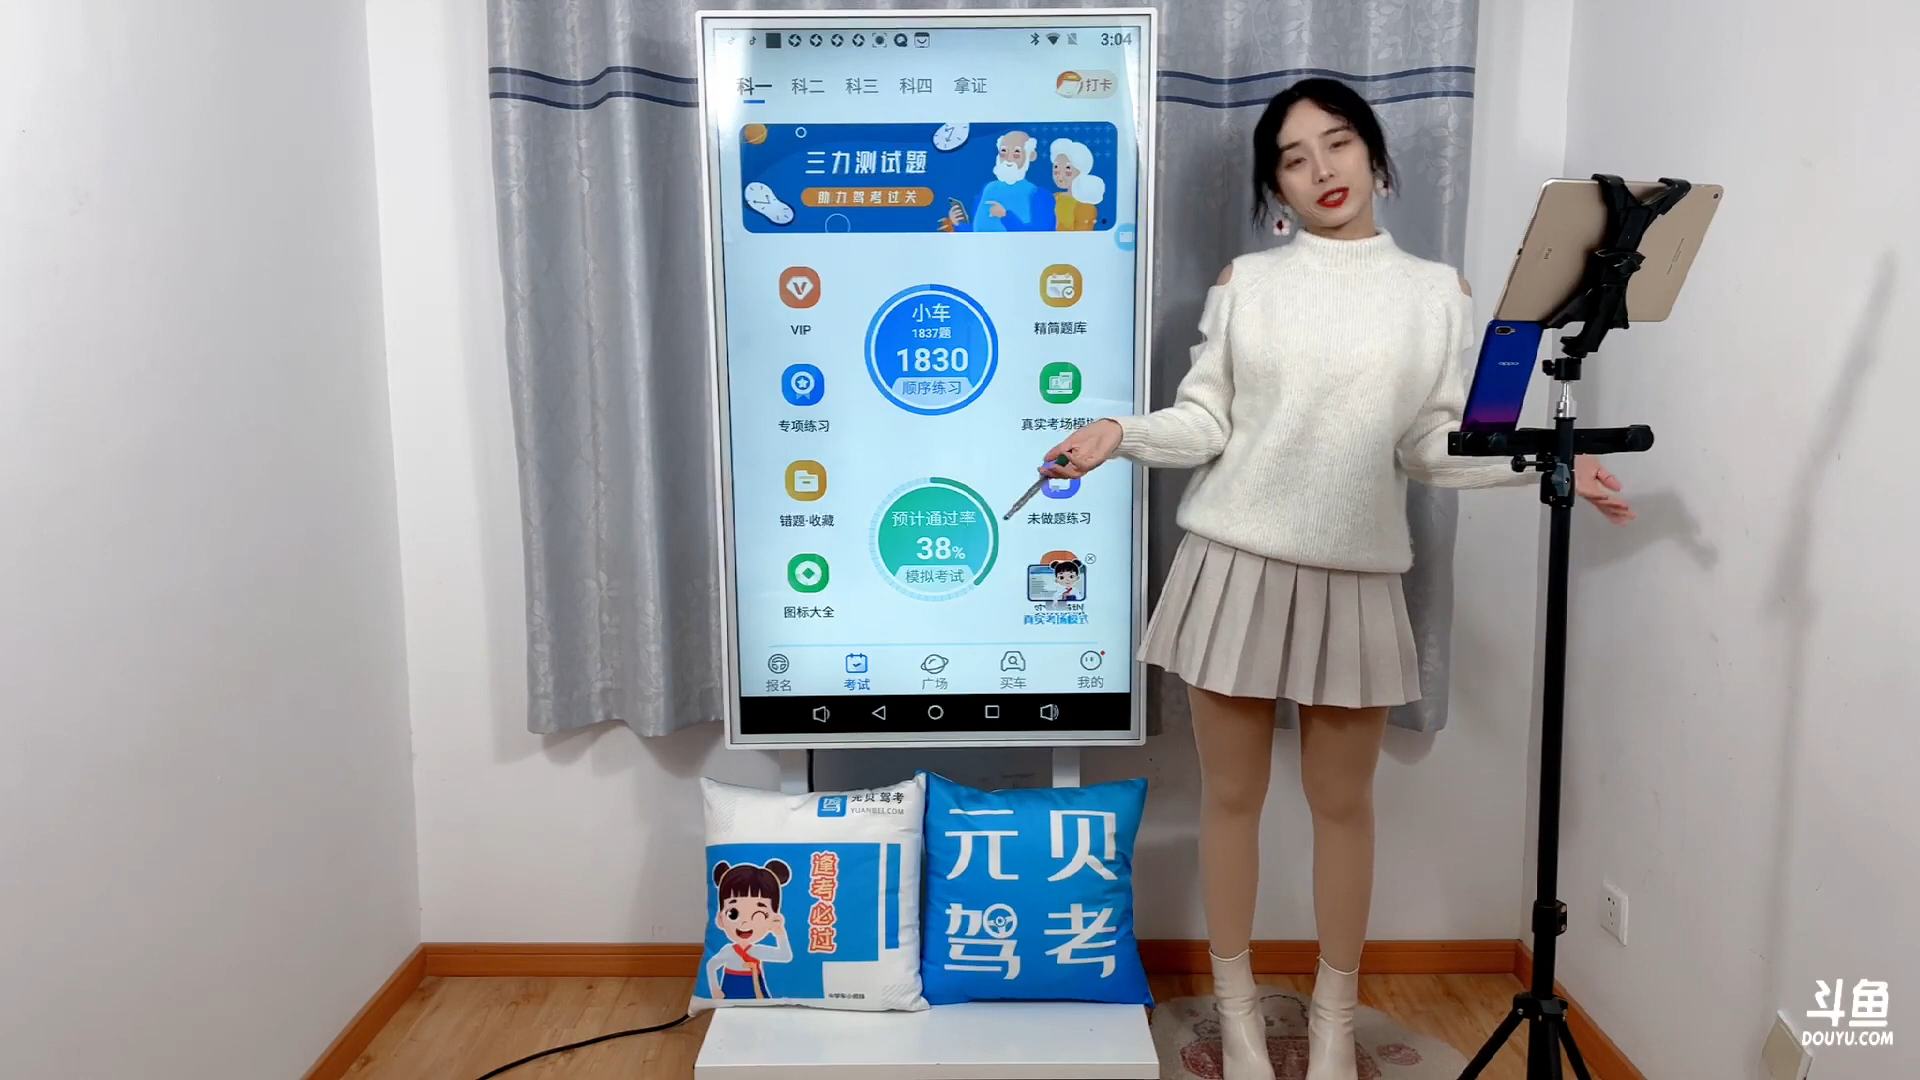 3:04
科一 科二 科三 科四 拿证
打卡
三力测试题
助力驾考过关
VIP
小车
1837题
1830
顺序练习
精简题库
专项练习
真实考场模
错题·收藏
预计通过率
38%
模拟考试
未做题练习
图标大全
真实考场模式
报名 考试 广场 买车 我的
元贝驾考
YUANBEI.COM
逢考必过
元贝
驾考
iPad
oppo
斗鱼
DOUYU.COM